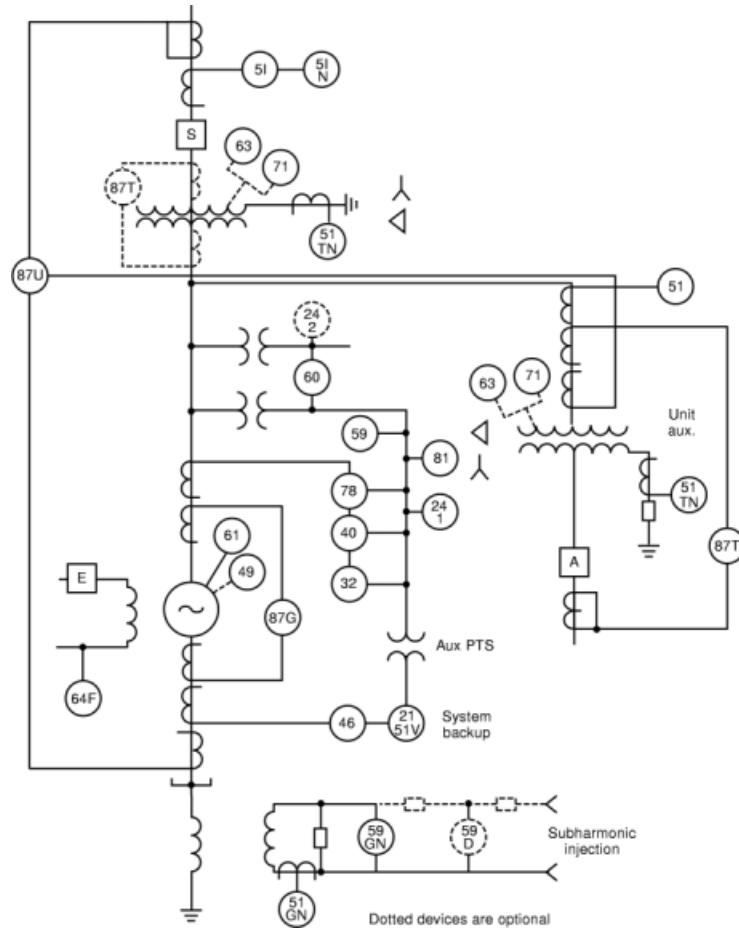 51
51
N
S
63
71
87T
51
TN
87U
51
24
2
60
63
71
Unit
aux.
59
81
78
24
1
51
TN
40
87T
61
49
32
A
E
87G
Aux PTS
64F
46
21
51V
System
backup
59
GN
59
D
Subharmonic
injection
51
GN
Dotted devices are optional